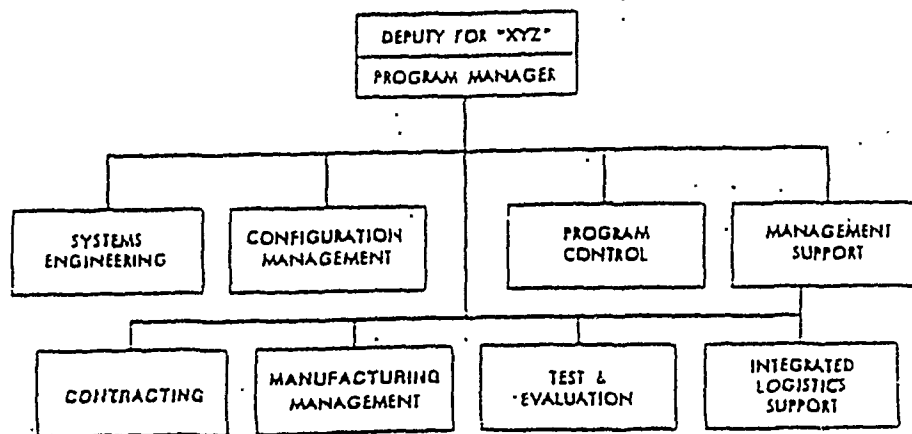 DEPUTY FOR "XYZ"
PROGRAM MANAGER
SYSTEMS
ENGINEERING
CONFIGURATION
MANAGEMENT
PROGRAM
CONTROL
MANAGEMENT
SUPPORT
CONTRACTING
MANUFACTURING
MANAGEMENT
TEST &
EVALUATION
INTEGRATED
LOGISTICS
SUPPORT